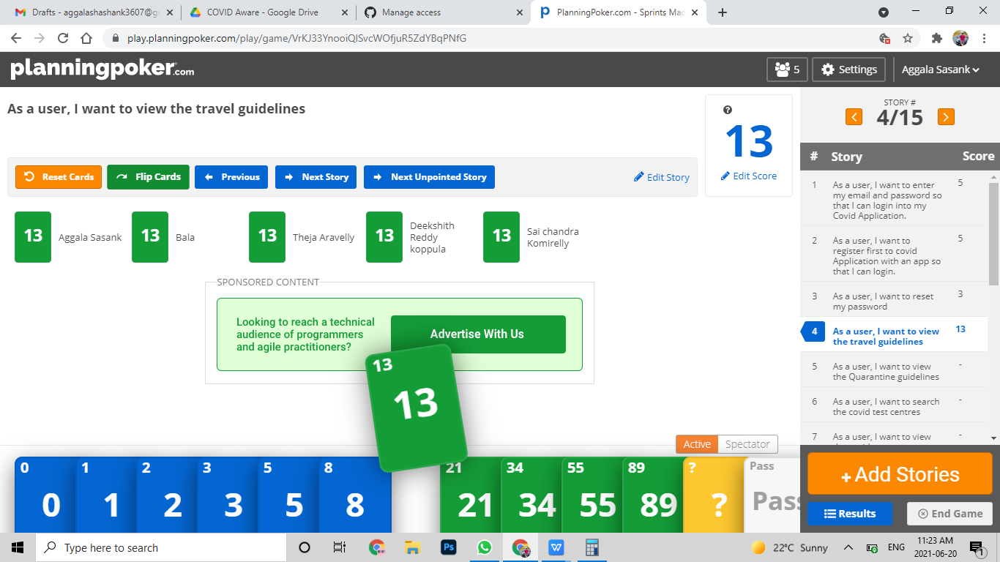 Drafts - aggalashashank3607@g
COVID Aware - Google Drive
Manage access
PlanningPoker.com - Sprints Mad
play.planningpoker.com/play/game/VrKJ33YnooiQISvcWOfjuR5ZdYBqPNfG
planningpoker.com
5
Settings
Aggala Sasank
As a user, I want to view the travel guidelines
13
Edit Score
Reset Cards
Flip Cards
Previous
Next Story
Next Unpointed Story
Edit Story
13
Aggala Sasank
13
Bala
13
Theja Aravelly
13
Deekshith
Reddy
koppula
13
Sai chandra
Komirelly
SPONSORED CONTENT
Looking to reach a technical
audience of programmers
and agile practitioners?
Advertise With Us
13
13
Active
Spectator
0
0
1
1
2
2
3
3
5
5
8
8
21
21
34
34
55
55
89
89
?
?
Pass
Pass
STORY #
4/15
# Story Score
1
As a user, I want to enter
my email and password so
that I can login into my
Covid Application.
5
2
As a user, I want to
register first to covid
Application with an app so
that I can login.
5
3
As a user, I want to reset
my password
3
4
As a user, I want to view
the travel guidelines
13
5
As a user, I want to view
the Quarantine guidelines
-
6
As a user, I want to search
the covid test centres
-
7
As a user, I want to view
-
+ Add Stories
Results
End Game
Type here to search
Ps
W
22°C Sunny
ENG
11:23 AM
2021-06-20
1